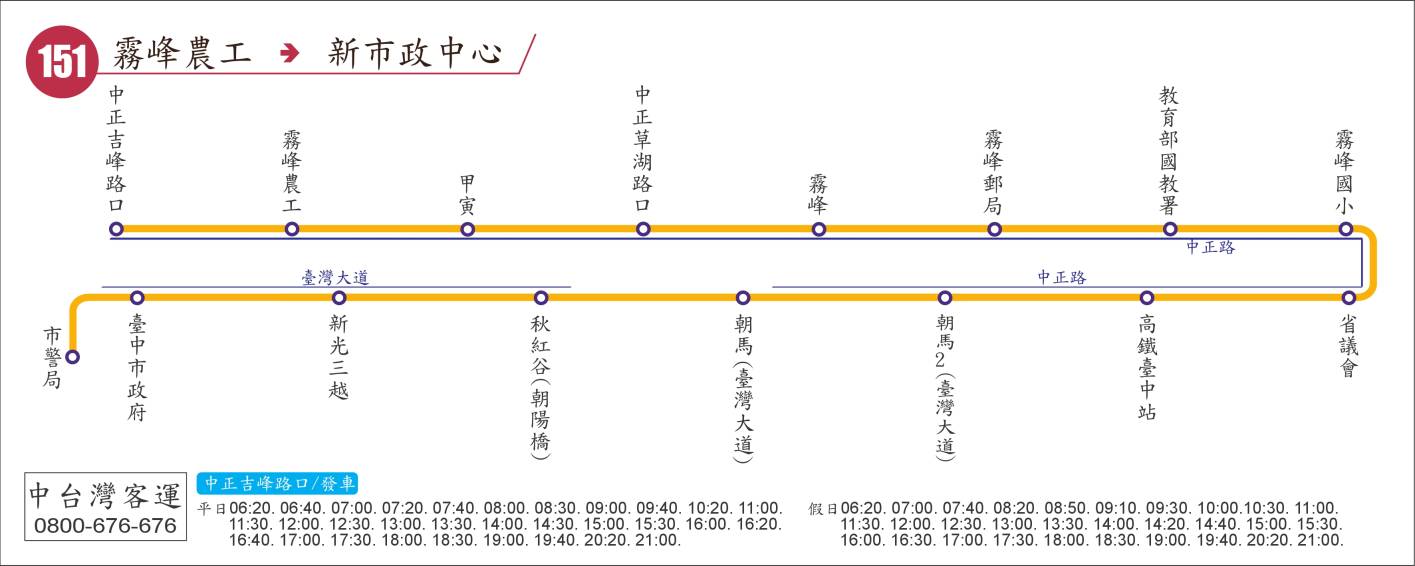 151 霧峰農工 → 新市政中心
中正吉峰路口
霧峰農工
甲寅
中正草湖路口
霧峰
霧峰郵局
教育部國教署
霧峰國小
中正路
臺灣大道
中正路
市警局
臺中市政府
新光三越
秋紅谷(朝陽橋)
朝馬(臺灣大道)
朝馬2(臺灣大道)
高鐵臺中站
省議會
中台灣客運
0800-676-676
中正吉峰路口/發車
平日06:20. 06:40. 07:00. 07:20. 07:40. 08:00. 08:30. 09:00. 09:40. 10:20. 11:00.
11:30. 12:00. 12:30. 13:00. 13:30. 14:00. 14:30. 15:00. 15:30. 16:00. 16:20.
16:40. 17:00. 17:30. 18:00. 18:30. 19:00. 19:40. 20:20. 21:00.
假日06:20. 07:00. 07:40. 08:20. 08:50. 09:10. 09:30. 10:00.10:30. 11:00.
11:30. 12:00. 12:30. 13:00. 13:30. 14:00. 14:20. 14:40. 15:00. 15:30.
16:00. 16:30. 17:00. 17:30. 18:00. 18:30. 19:00. 19:40. 20:20. 21:00.